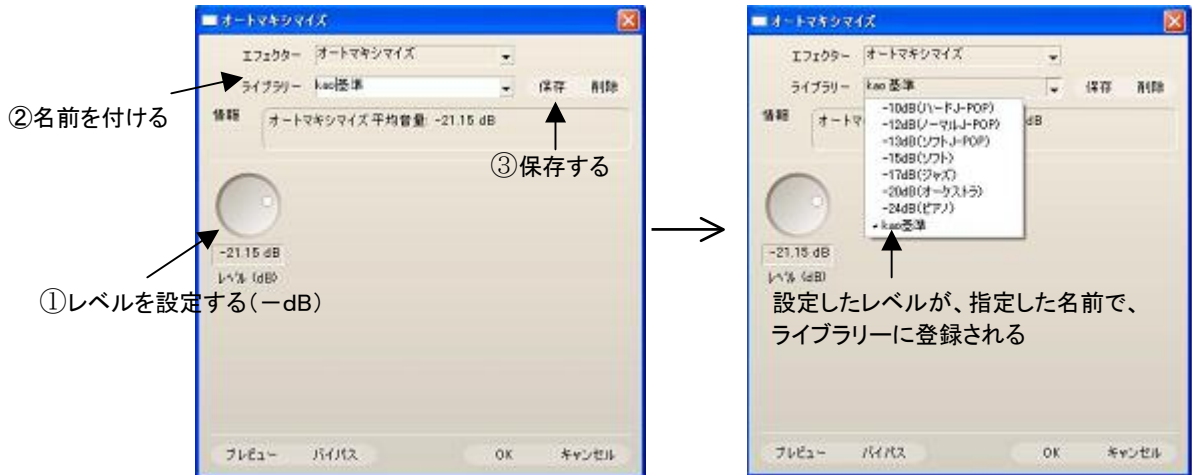 オートマキシマイズ
エフェクター オートマキシマイズ
ライブラリー kao基準 保存 削除
情報 オートマキシマイズ 平均音量: -21.15 dB
②名前を付ける
③保存する
-21.15 dB
レベル (dB)
①レベルを設定する(－dB)
プレビュー バイパス OK キャンセル
オートマキシマイズ
エフェクター オートマキシマイズ
ライブラリー kao基準 保存 削除
情報 オートマ dB
-10dB(ハードJ-POP)
-12dB(ノーマルJ-POP)
-13dB(ソフトJ-POP)
-15dB(ソフト)
-17dB(ジャズ)
-20dB(オーケストラ)
-24dB(ピアノ)
kao基準
-21.15 dB
レベル (dB)
設定したレベルが、指定した名前で、
ライブラリーに登録される
プレビュー バイパス OK キャンセル